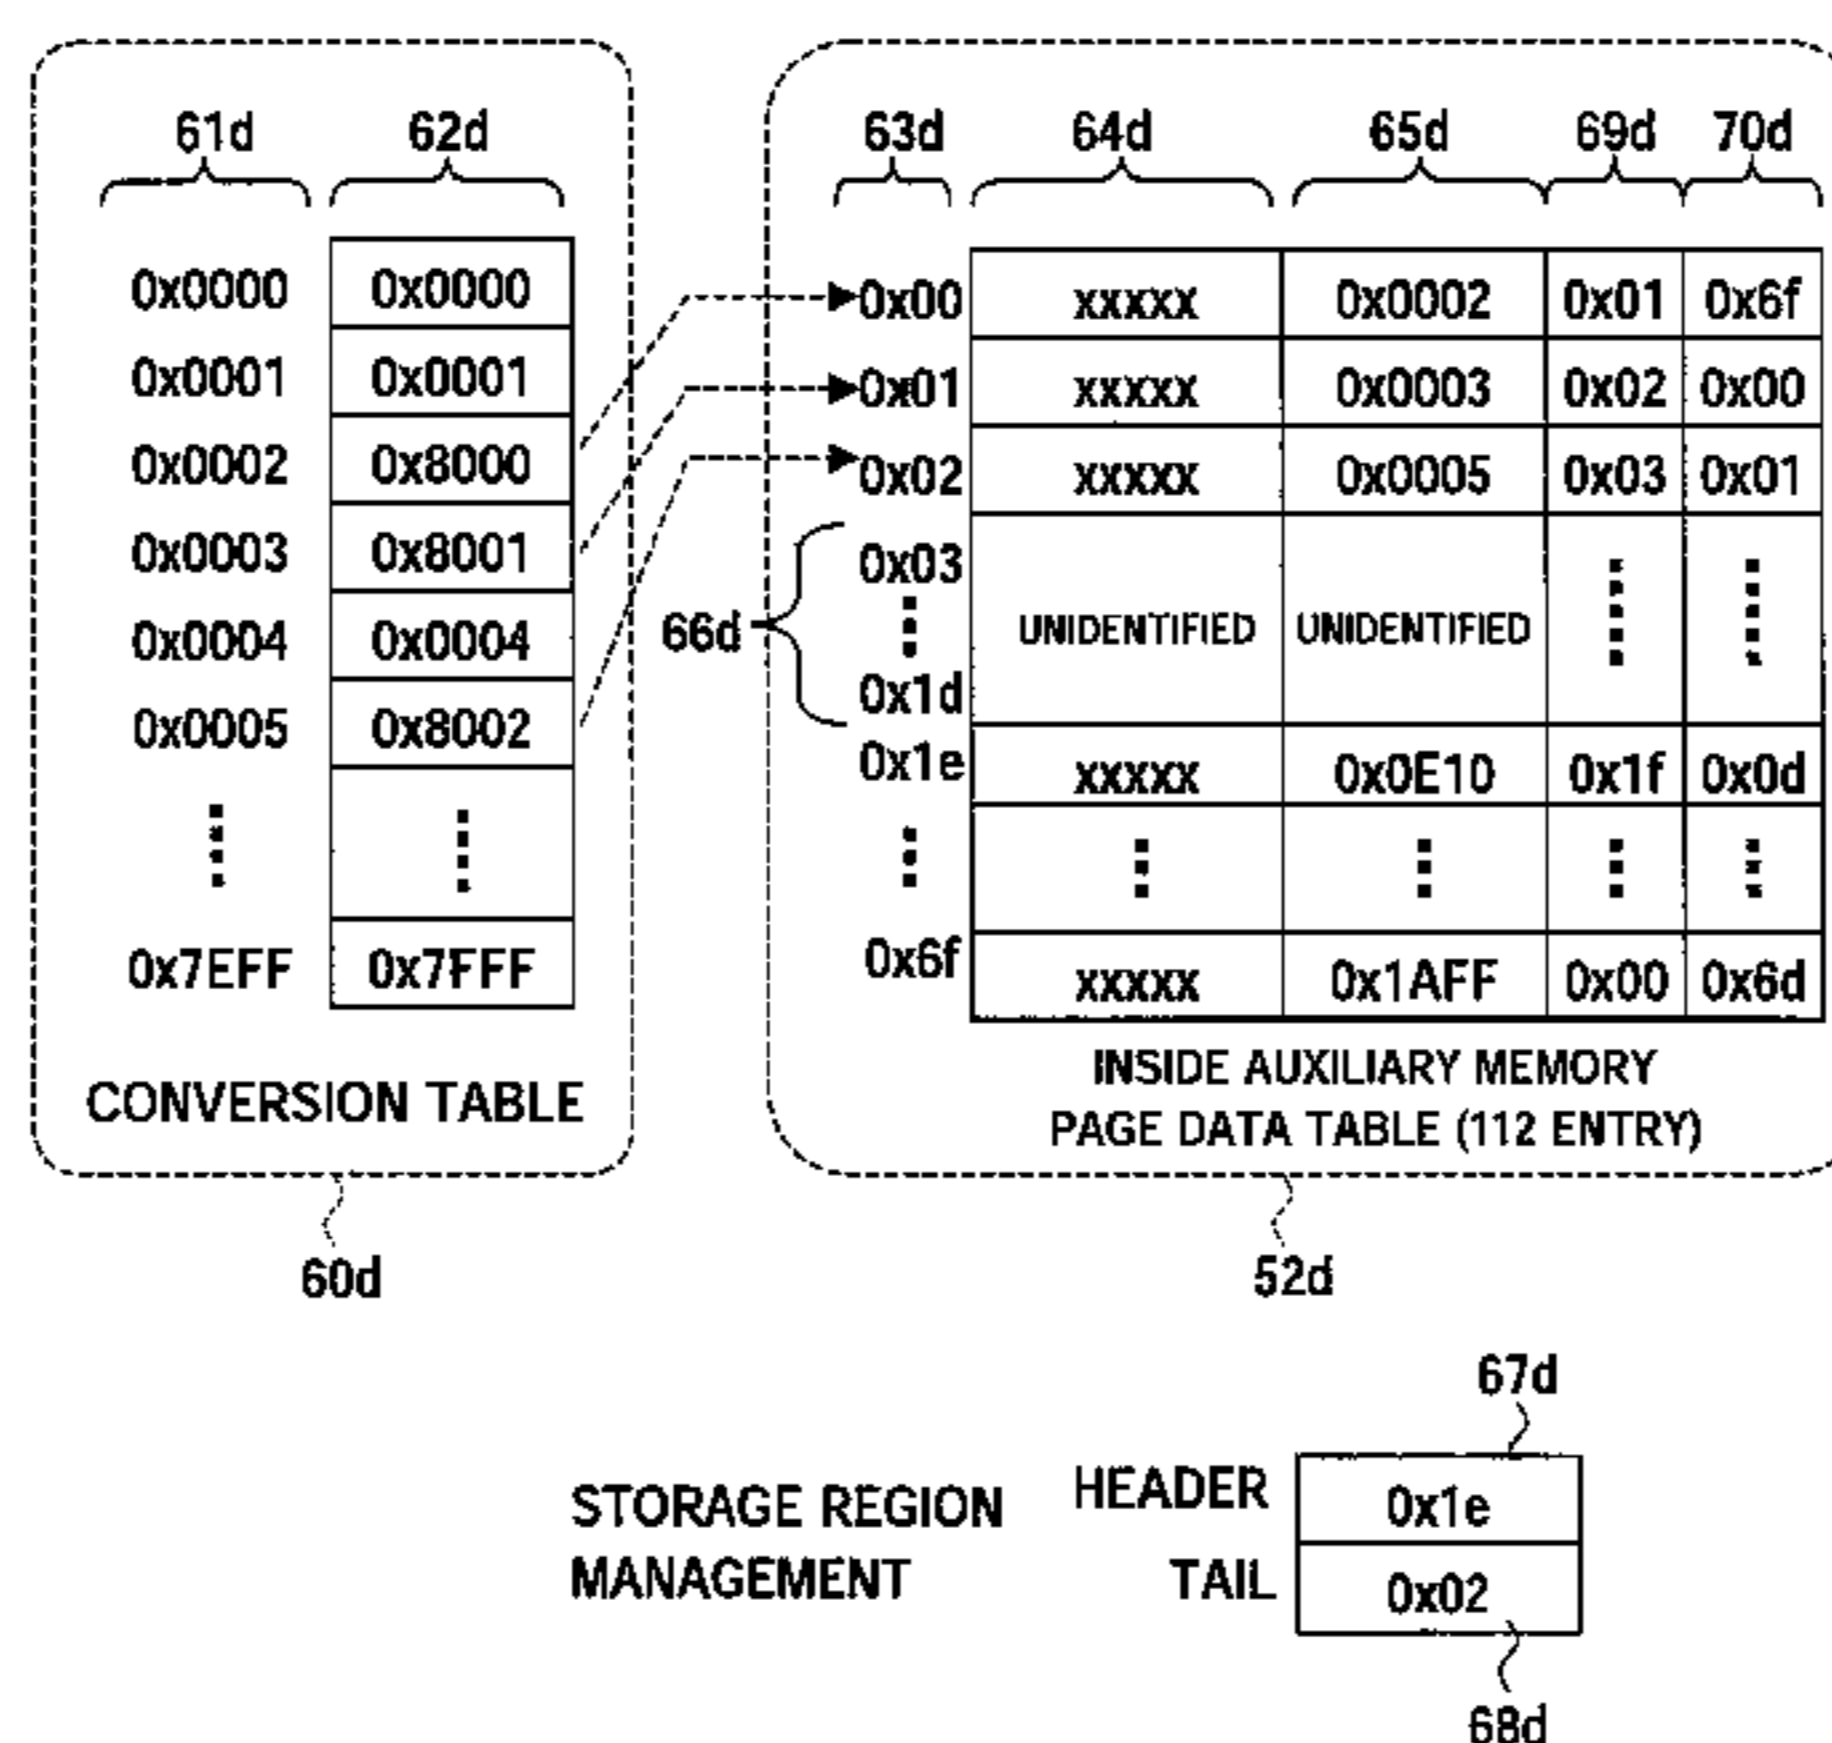 61d 62d
0x0000 0x0000
0x0001 0x0001
0x0002 0x8000
0x0003 0x8001
0x0004 0x0004
0x0005 0x8002
0x7EFF 0x7FFF
CONVERSION TABLE
60d
63d 64d 65d 69d 70d
0x00 xxxxx 0x0002 0x01 0x6f
0x01 xxxxx 0x0003 0x02 0x00
0x02 xxxxx 0x0005 0x03 0x01
0x03
66d UNIDENTIFIED UNIDENTIFIED
0x1d
0x1e xxxxx 0x0E10 0x1f 0x0d
0x6f xxxxx 0x1AFF 0x00 0x6d
INSIDE AUXILIARY MEMORY
PAGE DATA TABLE (112 ENTRY)
52d
67d
STORAGE REGION
MANAGEMENT
HEADER 0x1e
TAIL 0x02
68d